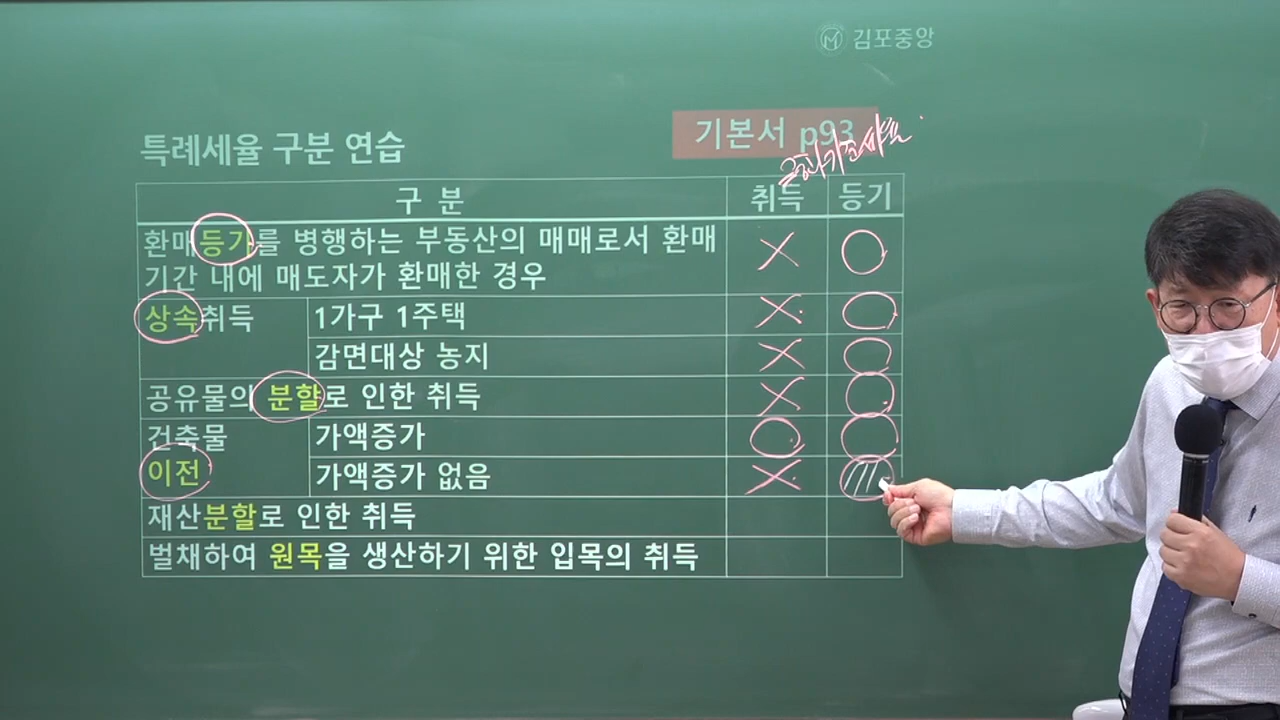 김포중앙
특례세율 구분 연습
기본서 p93
구 분 취득 등기
환매등기를 병행하는 부동산의 매매로서 환매
기간 내에 매도자가 환매한 경우 X O
상속취득 1가구 1주택 X O
감면대상 농지 X O
공유물의 분할로 인한 취득 X O
건축물
이전
가액증가 O O
가액증가 없음 X O
재산분할로 인한 취득
벌채하여 원목을 생산하기 위한 입목의 취득